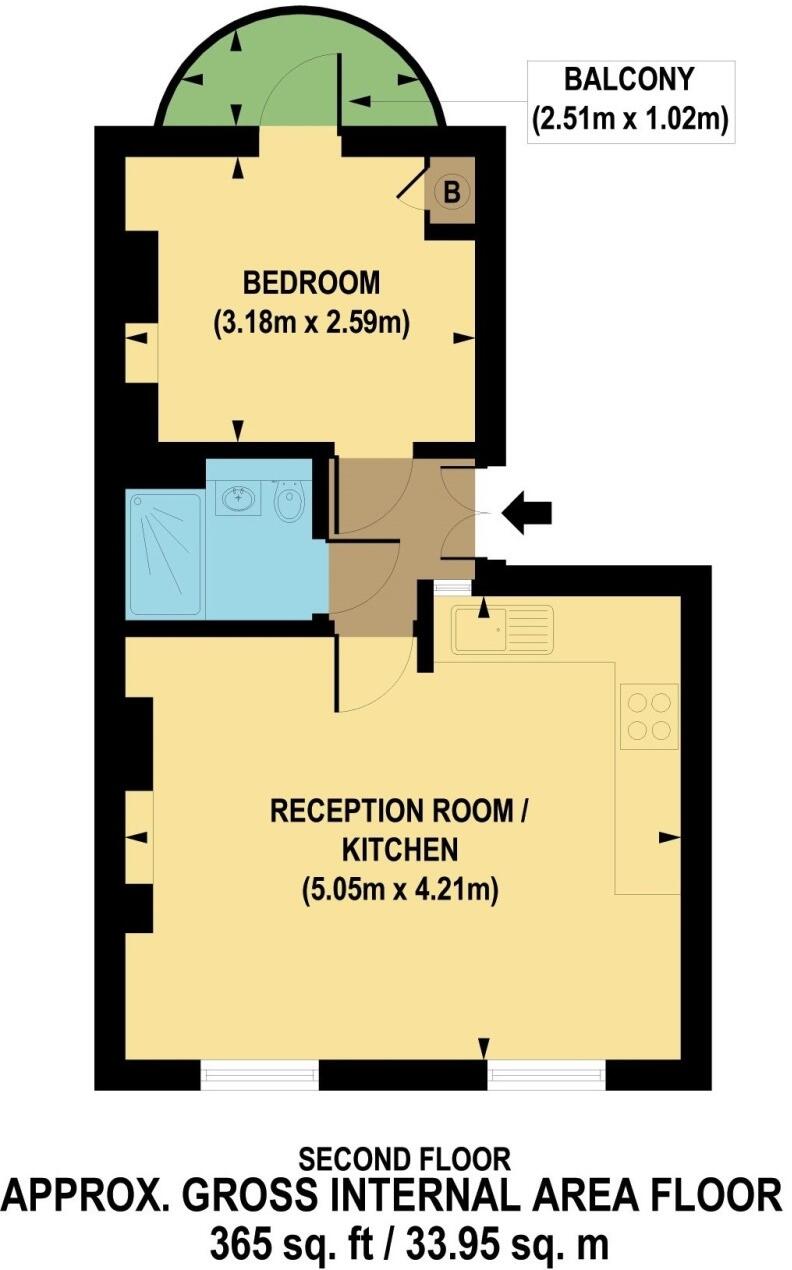 BALCONY
(2.51m x 1.02m)
B
BEDROOM
(3.18m x 2.59m)
RECEPTION ROOM /
KITCHEN
(5.05m x 4.21m)
SECOND FLOOR
APPROX. GROSS INTERNAL AREA FLOOR
365 sq. ft / 33.95 sq. m